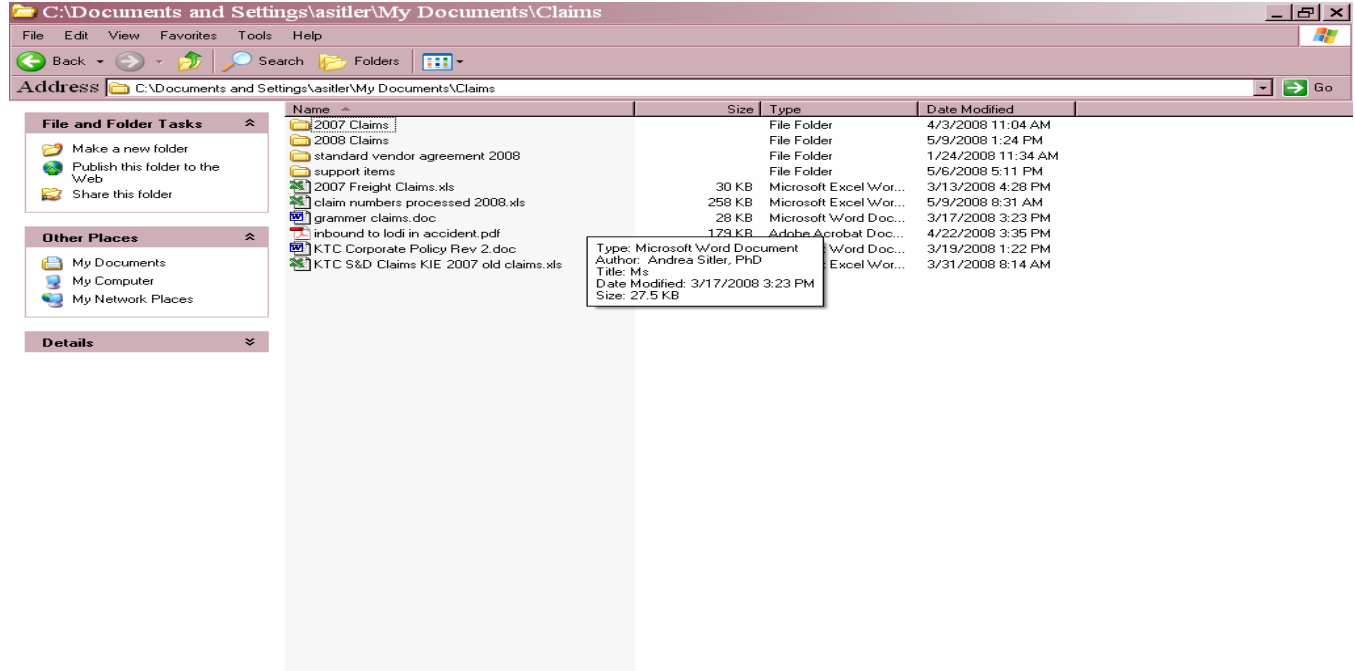 C:\Documents and Settings\asitler\My Documents\Claims
File Edit View Favorites Tools Help
Back Search Folders
Address C:\Documents and Settings\asitler\My Documents\Claims Go
Name Size Type Date Modified
File and Folder Tasks
Make a new folder
Publish this folder to the
Web
Share this folder
Other Places
My Documents
My Computer
My Network Places
Details
2007 Claims File Folder 4/3/2008 11:04 AM
2008 Claims File Folder 5/9/2008 1:24 PM
standard vendor agreement 2008 File Folder 1/24/2008 11:34 AM
support items File Folder 5/6/2008 5:11 PM
2007 Freight Claims.xls 30 KB Microsoft Excel Wor... 3/13/2008 4:28 PM
claim numbers processed 2008.xls 258 KB Microsoft Excel Wor... 5/9/2008 8:31 AM
grammer claims.doc 28 KB Microsoft Word Doc... 3/17/2008 3:23 PM
inbound to lodi in accident.pdf 179 KB Adobe Acrobat Doc... 4/22/2008 3:35 PM
KTC Corporate Policy Rev 2.doc Word Doc... 3/19/2008 1:22 PM
KTC S&D Claims KIE 2007 old claims.xls Excel Wor... 3/31/2008 8:14 AM
Type: Microsoft Word Document
Author: Andrea Sitler, PhD
Title: Ms
Date Modified: 3/17/2008 3:23 PM
Size: 27.5 KB